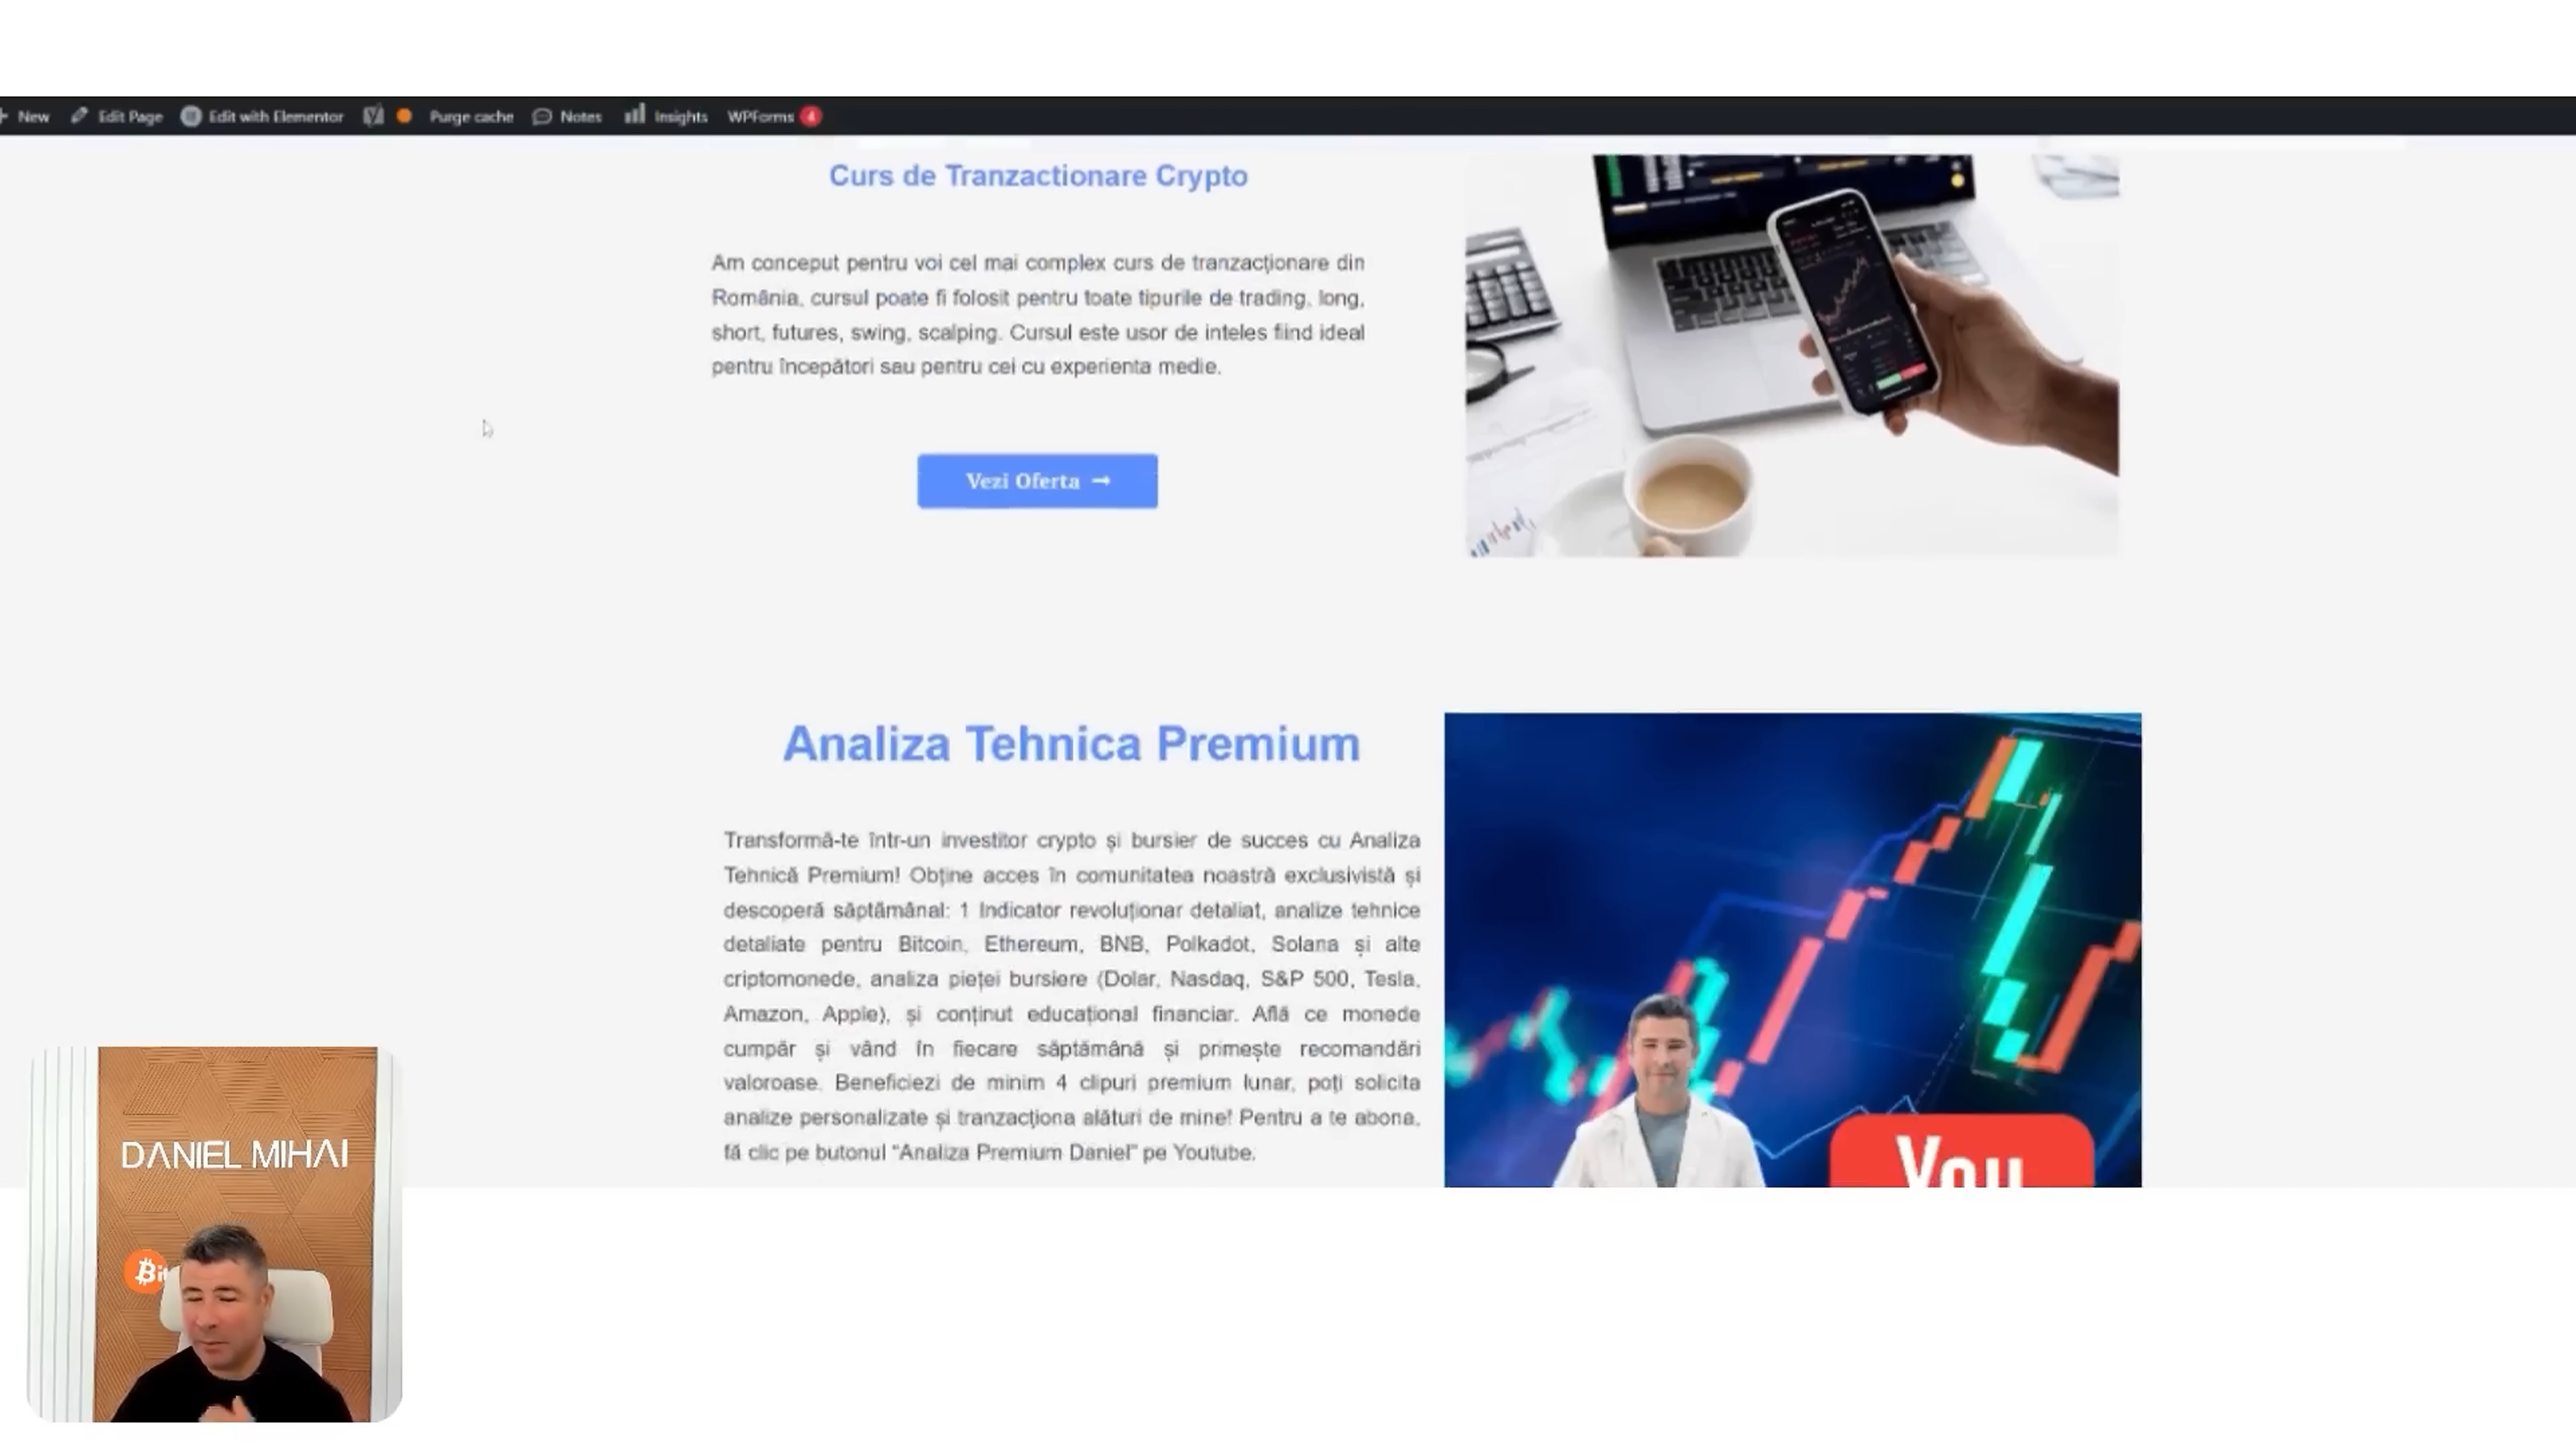 New Edit Page Edit with Elementor Purge cache Notes Insights WPForms 4
Curs de Tranzactionare Crypto
Am conceput pentru voi cel mai complex curs de tranzacționare din
România, cursul poate fi folosit pentru toate tipurile de trading, long,
short, futures, swing, scalping. Cursul este usor de inteles fiind ideal
pentru începători sau pentru cei cu experienta medie.
Vezi Oferta →
Analiza Tehnica Premium
Transformă-te într-un investitor crypto și bursier de succes cu Analiza
Tehnică Premium! Obține acces în comunitatea noastră exclusivistă și
descoperă săptămânal: 1 Indicator revoluționar detaliat, analize tehnice
detaliate pentru Bitcoin, Ethereum, BNB, Polkadot, Solana și alte
criptomonede, analiza pieței bursiere (Dolar, Nasdaq, S&P 500, Tesla,
Amazon, Apple), și conținut educațional financiar. Află ce monede
cumpăr și vând în fiecare săptămână și primește recomandări
valoroase. Beneficiezi de minim 4 clipuri premium lunar, poți solicita
analize personalizate și tranzacționa alături de mine! Pentru a te abona,
fă clic pe butonul "Analiza Premium Daniel" pe Youtube.
You
DANIEL MIHAI
Bit